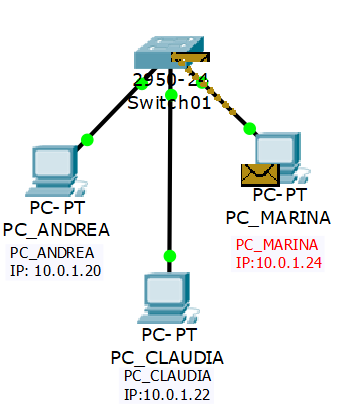 2950-24
Switch01
PC-PT
PC_ANDREA
PC_ANDREA
IP: 10.0.1.20
PC-PT
PC_MARINA
PC_MARINA
IP:10.0.1.24
PC-PT
PC_CLAUDIA
PC_CLAUDIA
IP:10.0.1.22